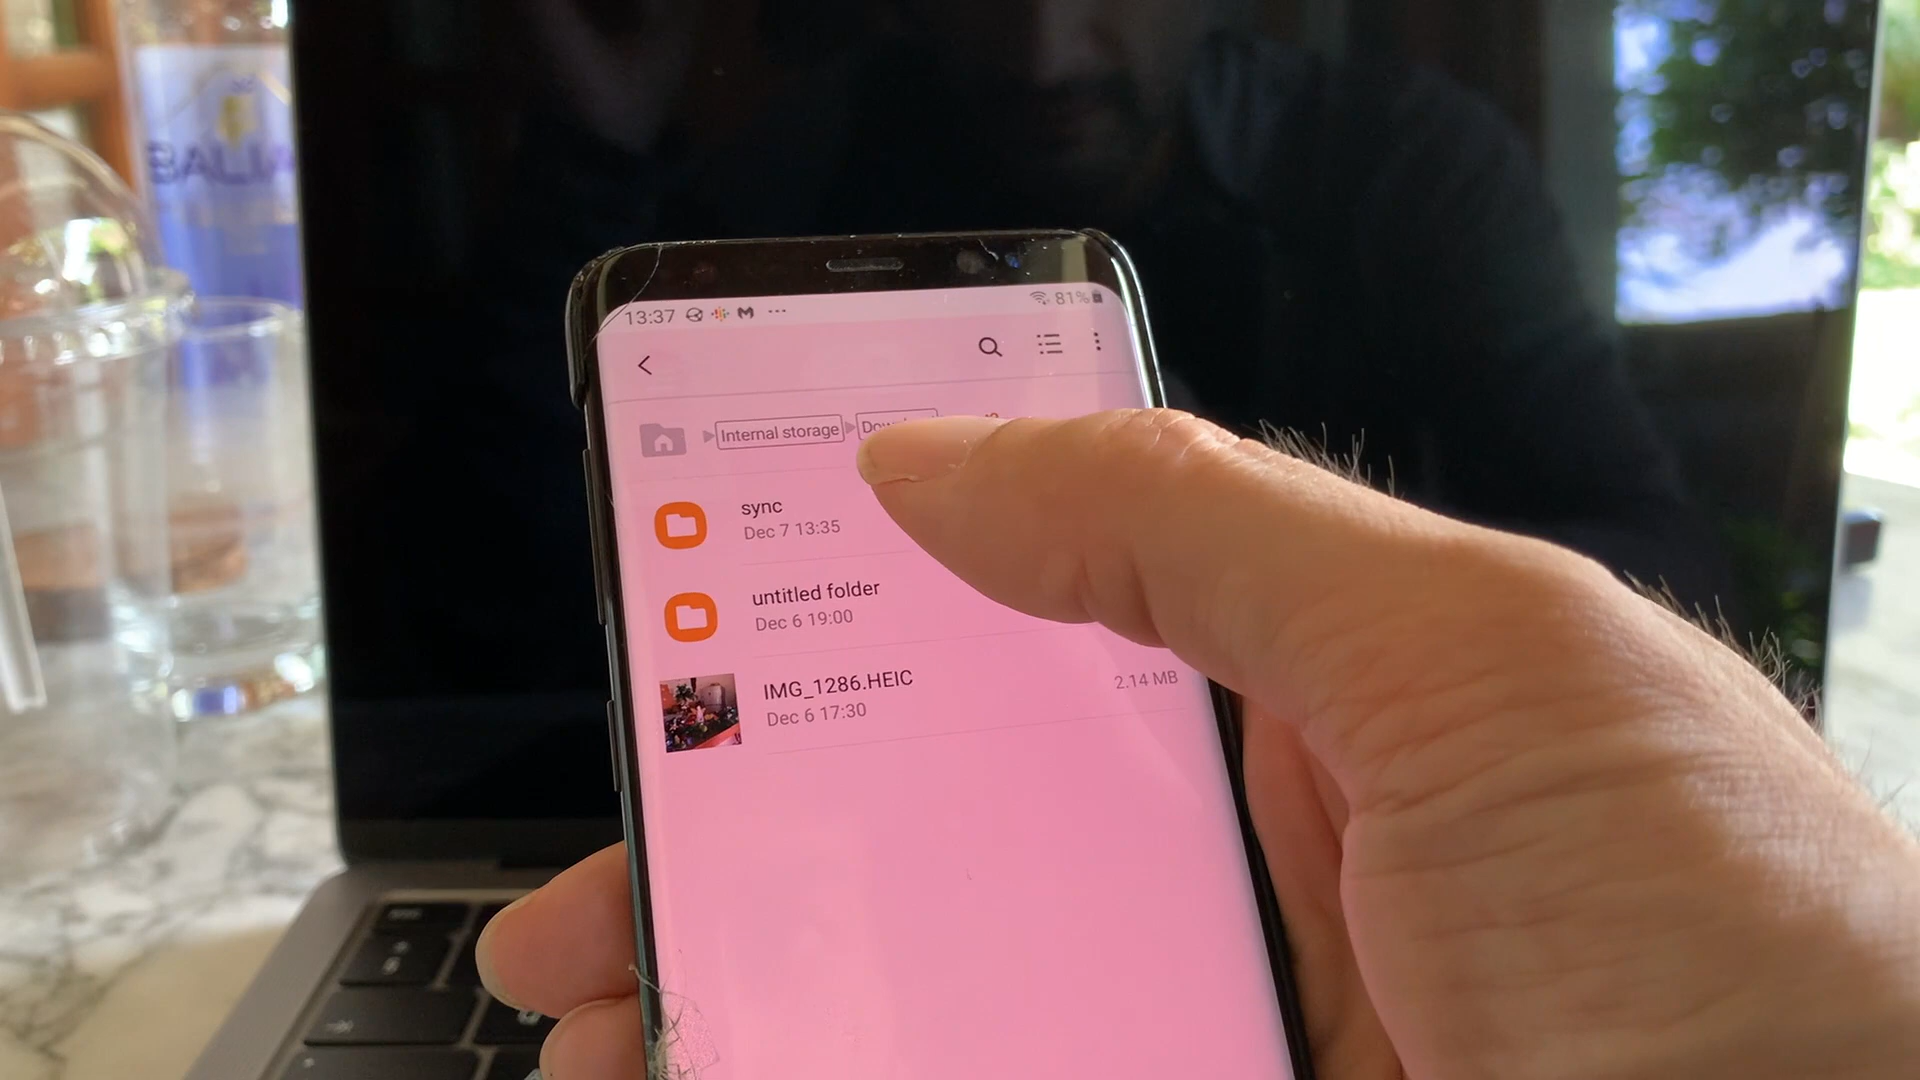 13:37
81%
Internal storage
sync
Dec 7 13:35
untitled folder
Dec 6 19:00
IMG_1286.HEIC
2.14 MB
Dec 6 17:30